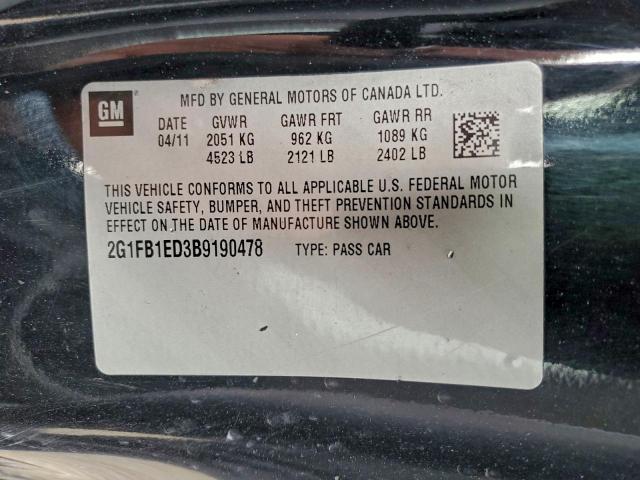 GM
MFD BY GENERAL MOTORS OF CANADA LTD.
DATE GVWR GAWR FRT GAWR RR
04/11 2051 KG 962 KG 1089 KG
4523 LB 2121 LB 2402 LB
THIS VEHICLE CONFORMS TO ALL APPLICABLE U.S. FEDERAL MOTOR
VEHICLE SAFETY, BUMPER, AND THEFT PREVENTION STANDARDS IN
EFFECT ON THE DATE OF MANUFACTURE SHOWN ABOVE.
2G1FB1ED3B9190478 TYPE: PASS CAR